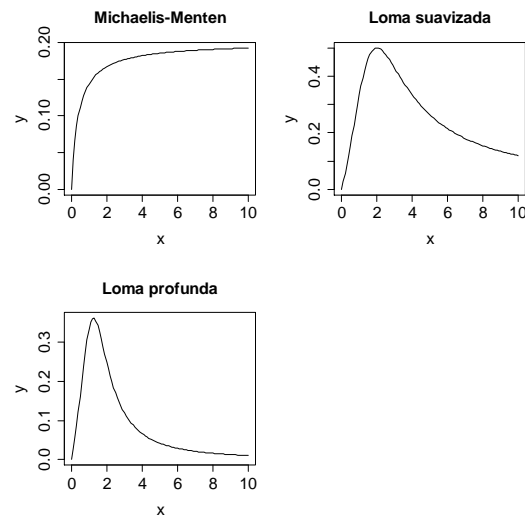 Michaelis-Menten
0.00 0.10 0.20
y
0 2 4 6 8 10
x
Loma suavizada
0.0 0.2 0.4
y
0 2 4 6 8 10
x
Loma profunda
0.0 0.1 0.2 0.3
y
0 2 4 6 8 10
x